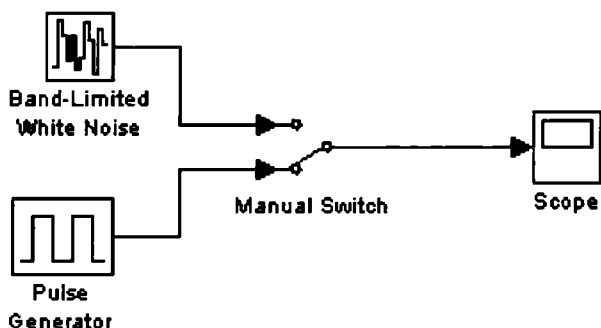 Band-Limited
White Noise
Manual Switch
Scope
Pulse
Generator